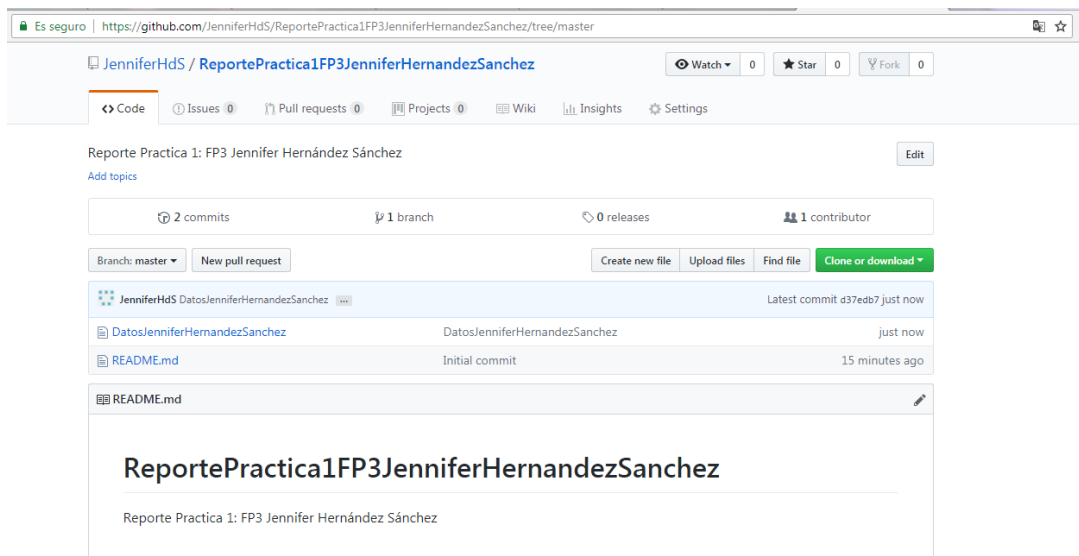 Es seguro | https://github.com/JenniferHdS/ReportePractica1FP3JenniferHernandezSanchez/tree/master
JenniferHdS / ReportePractica1FP3JenniferHernandezSanchez Watch 0 Star 0 Fork 0
Code Issues 0 Pull requests 0 Projects 0 Wiki Insights Settings
Reporte Practica 1: FP3 Jennifer Hernández Sánchez Edit
Add topics
2 commits 1 branch 0 releases 1 contributor
Branch: master New pull request Create new file Upload files Find file Clone or download
JenniferHdS DatosJenniferHernandezSanchez ... Latest commit d37edb7 just now
DatosJenniferHernandezSanchez DatosJenniferHernandezSanchez just now
README.md Initial commit 15 minutes ago
README.md
ReportePractica1FP3JenniferHernandezSanchez
Reporte Practica 1: FP3 Jennifer Hernández Sánchez